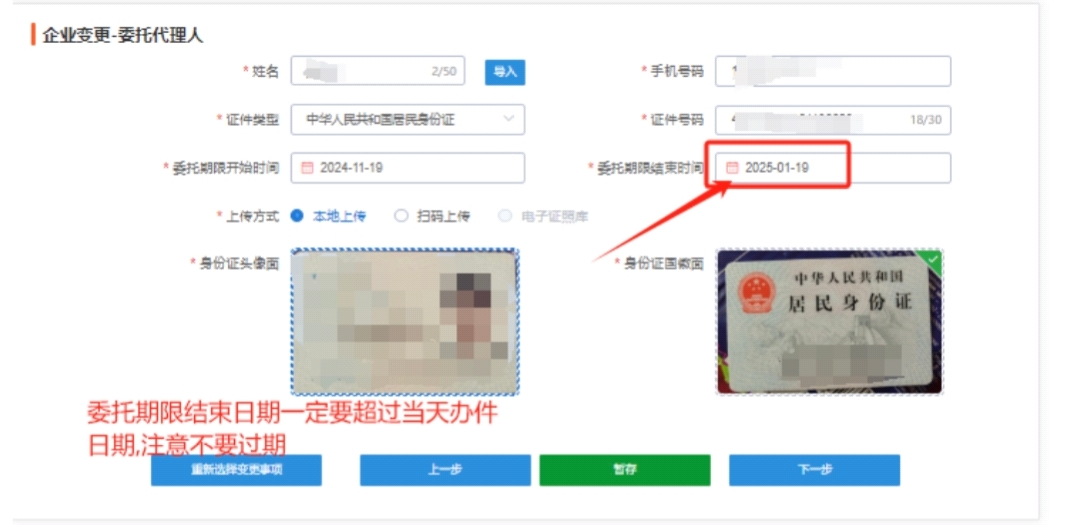 企业变更-委托代理人
* 姓名 2/50 导入 * 手机号码 1
* 证件类型 中华人民共和国居民身份证 * 证件号码 4 18/30
* 委托期限开始时间 2024-11-19 * 委托期限结束时间 2025-01-19
* 上传方式 本地上传 扫码上传 电子证照库
* 身份证头像面 * 身份证国徽面
中华人民共和国
居民身份证
委托期限结束日期一定要超过当天办件
日期,注意不要过期
重新选择变更事项 上一步 暂存 下一步